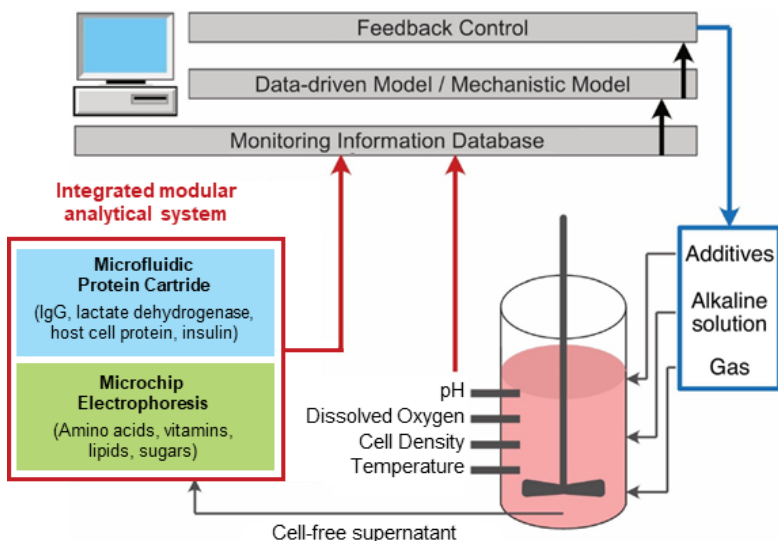 Feedback Control
Data-driven Model / Mechanistic Model
Monitoring Information Database
Integrated modular
analytical system
Microfluidic
Protein Cartride
(IgG, lactate dehydrogenase,
host cell protein, insulin)
Microchip
Electrophoresis
(Amino acids, vitamins,
lipids, sugars)
pH
Dissolved Oxygen
Cell Density
Temperature
Additives
Alkaline
solution
Gas
Cell-free supernatant